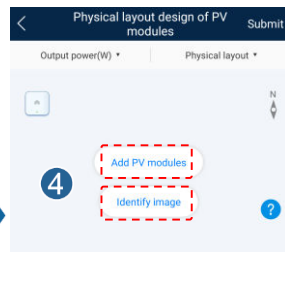 Physical layout design of PV
modules
Submit
Output power(W) ▾ Physical layout ▾
N
Add PV modules
4
Identify image
?